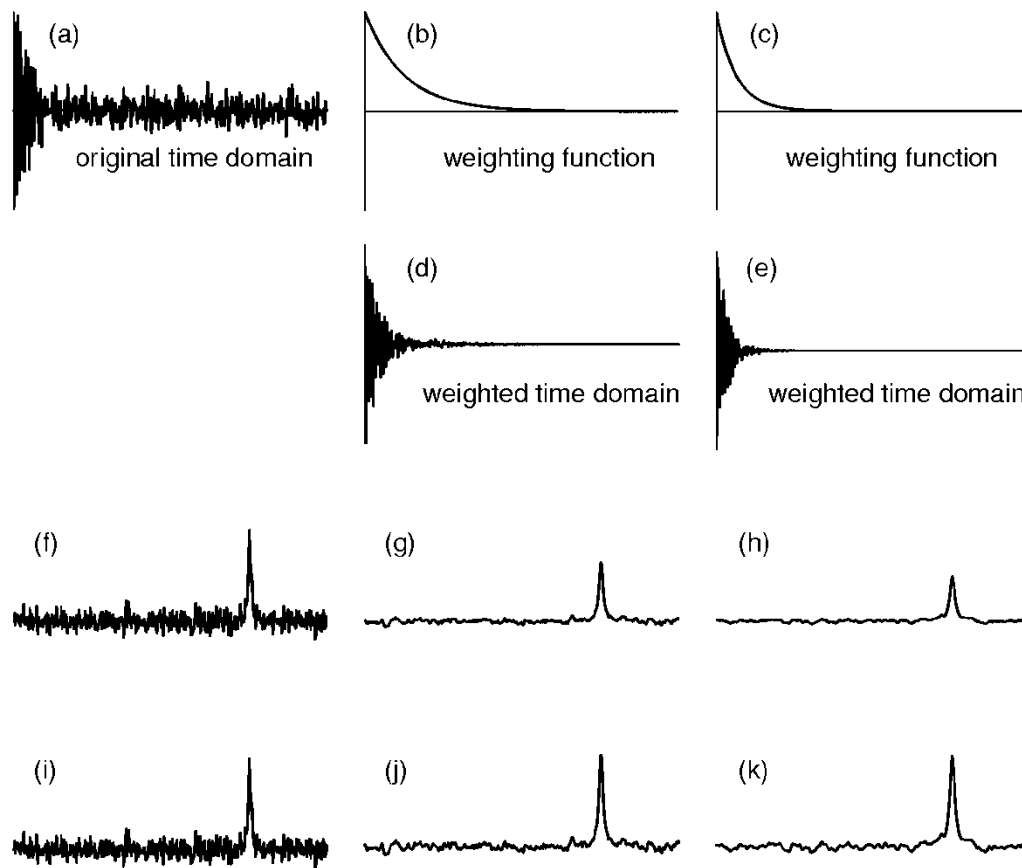 (a)
(b)
(c)
original time domain
weighting function
weighting function
(d)
(e)
weighted time domain
weighted time domain
(f)
(g)
(h)
(i)
(j)
(k)